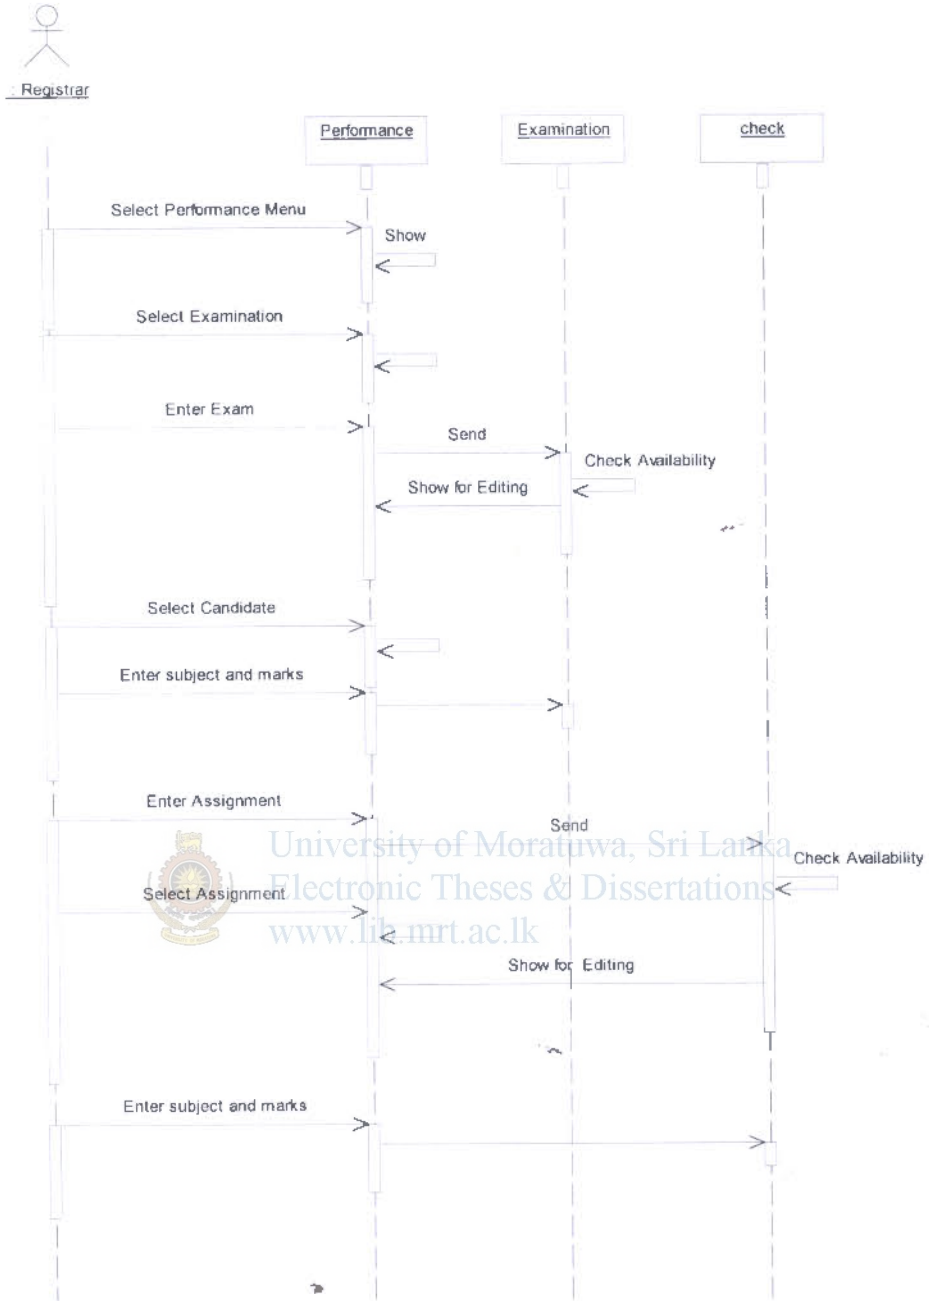 : Registrar
Performance
Examination
check
Select Performance Menu
Show
Select Examination
Enter Exam
Send
Check Availability
Show for Editing
Select Candidate
Enter subject and marks
Enter Assignment
Send
University of Moratuwa, Sri Lanka
Check Availability
Electronic Theses & Dissertations
Select Assignment
www.lib.mrt.ac.lk
Show for Editing
Enter subject and marks